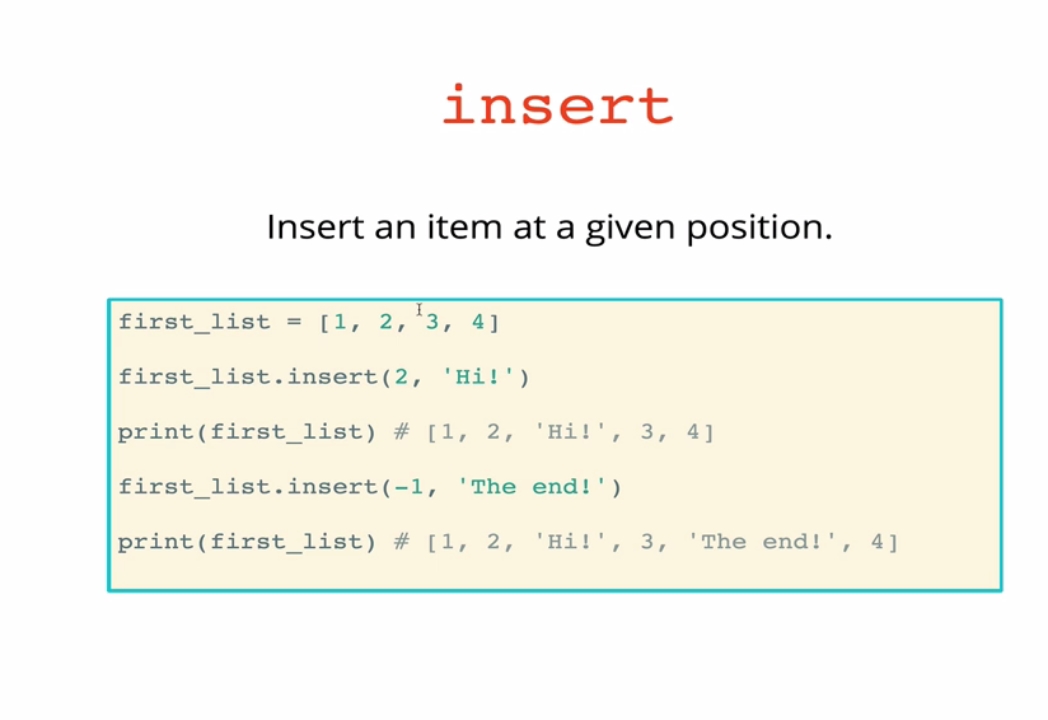 insert
Insert an item at a given position.
first_list = [1, 2, 3, 4]
first_list.insert(2, 'Hi!')
print(first_list) # [1, 2, 'Hi!', 3, 4]
first_list.insert(-1, 'The end!')
print(first_list) # [1, 2, 'Hi!', 3, 'The end!', 4]